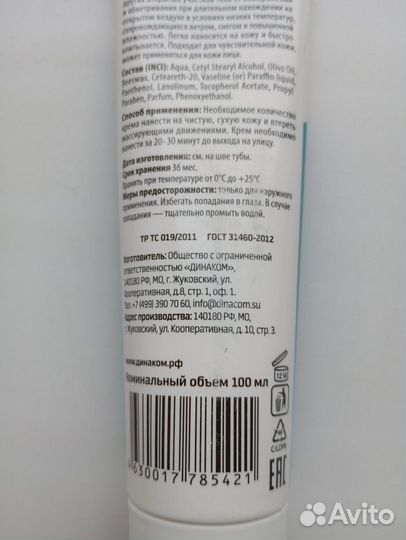 обветривания при длительном нахождении на
открытом воздухе в условиях низких температур,
сопровождающихся ветром, снегом и повышенной
влажностью. Легко наносится на кожу и быстро
впитывается. Подходит для чувствительной кожи,
может применяться для кожи лица.
Состав (INCI): Aqua, Cetyl Stearyl Alcohol, Olive Oil,
Beeswax, Ceteareth-20, Vaseline (or) Paraffin liquid,
Panthenol, Lanolinum, Tocopherol Acetate, Propyl
Paraben, Parfum, Phenoxyethanol.
Способ применения: Необходимое количество
крема нанести на чистую, сухую кожу и втереть
массирующими движениями. Крем необходимо
нанести за 20- 30 минут до выхода на улицу.
Дата изготовления: см. на шве тубы.
Срок хранения 36 мес.
Хранить при температуре от 0°С до +25°С
Меры предосторожности: только для наружного
применения. Избегать попадания в глаза. В случае
попадания — тщательно промыть водой.
ТР ТС 019/2011 ГОСТ 31460-2012
Изготовитель: Общество с ограниченной
ответственностью «ДИНАКОМ»,
140180 РФ, МО, г. Жуковский, ул.
Кооперативная, д.8, стр. 1, оф. 1.
Тел.+7 (499) 390 70 60, info@dinacom.su
Адрес производства: 140180 РФ, МО,
г. Жуковский, ул. Кооперативная, д. 10, стр. 3.
www.динаком.рф
Номинальный объем 100 мл
12 M
C/LDPE
4630017785421
EAC
Avito